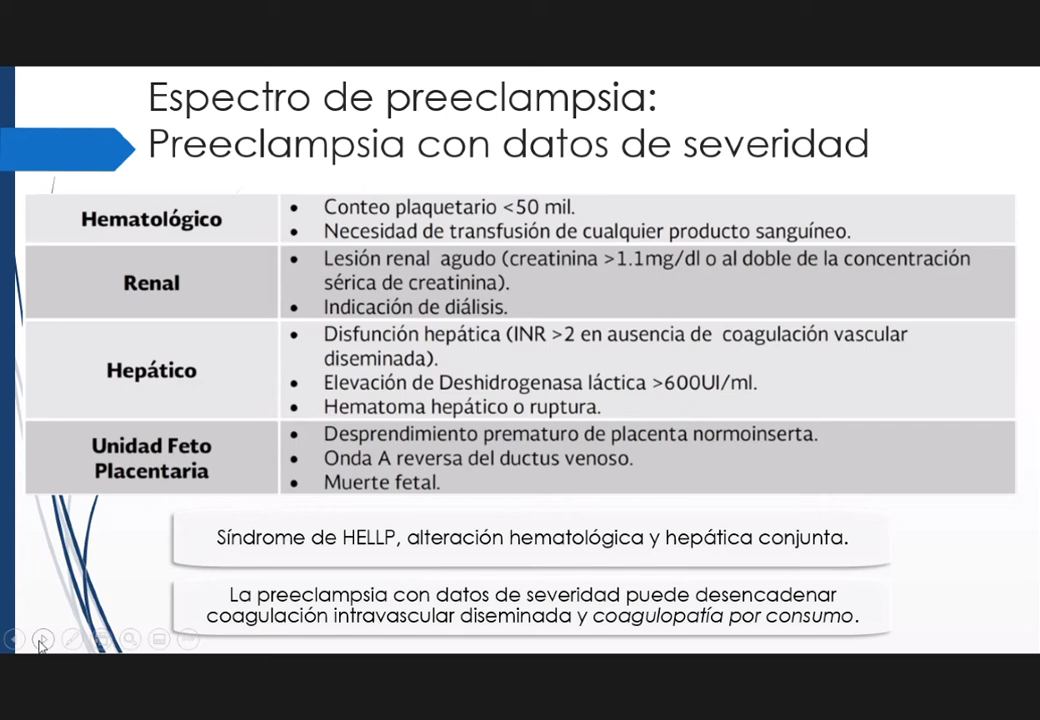 Espectro de preeclampsia:
Preeclampsia con datos de severidad
Hematológico
• Conteo plaquetario <50 mil.
• Necesidad de transfusión de cualquier producto sanguíneo.
Renal
• Lesión renal agudo (creatinina >1.1mg/dl o al doble de la concentración
sérica de creatinina).
• Indicación de diálisis.
Hepático
• Disfunción hepática (INR >2 en ausencia de coagulación vascular
diseminada).
• Elevación de Deshidrogenasa láctica >600UI/ml.
• Hematoma hepático o ruptura.
Unidad Feto
Placentaria
• Desprendimiento prematuro de placenta normoinserta.
• Onda A reversa del ductus venoso.
• Muerte fetal.
Síndrome de HELLP, alteración hematológica y hepática conjunta.
La preeclampsia con datos de severidad puede desencadenar
coagulación intravascular diseminada y coagulopatía por consumo.